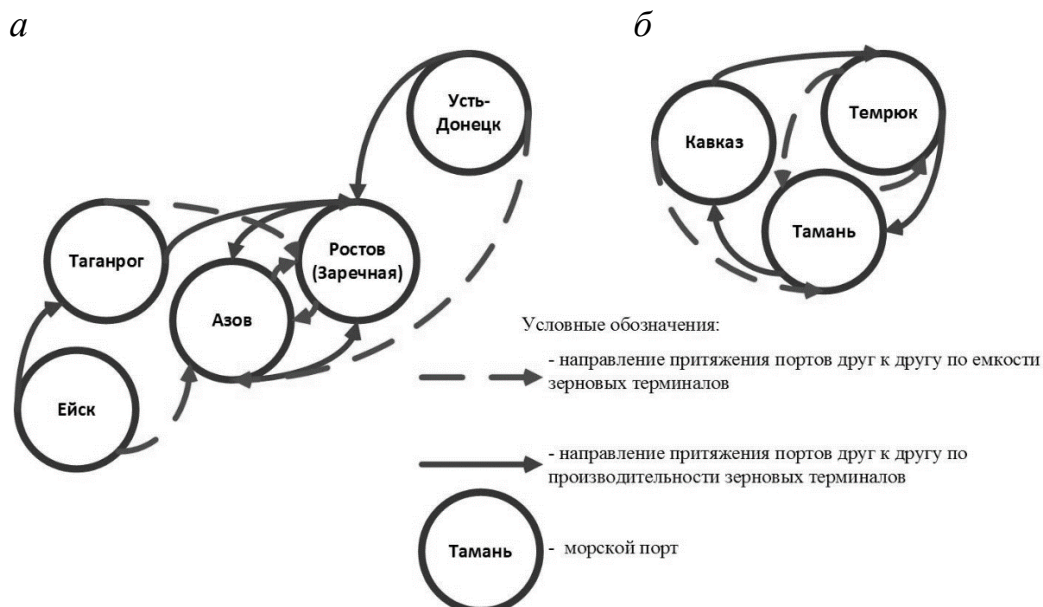 а
б
Усть-
Донецк
Кавказ
Темрюк
Тамань
Таганрог
Ростов
(Заречная)
Азов
Ейск
Условные обозначения:
- направление притяжения портов друг к другу по емкости
зерновых терминалов
- направление притяжения портов друг к другу по
производительности зерновых терминалов
Тамань
- морской порт